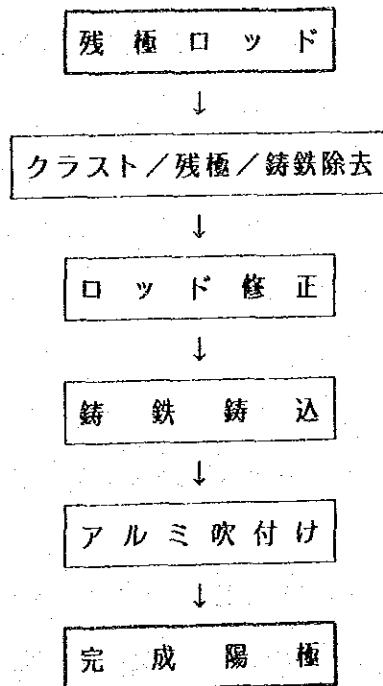 残極ロッド
↓
クラスト／残極／鋳鉄除去
↓
ロッド修正
↓
鋳鉄鋳込
↓
アルミ吹付け
↓
完成陽極